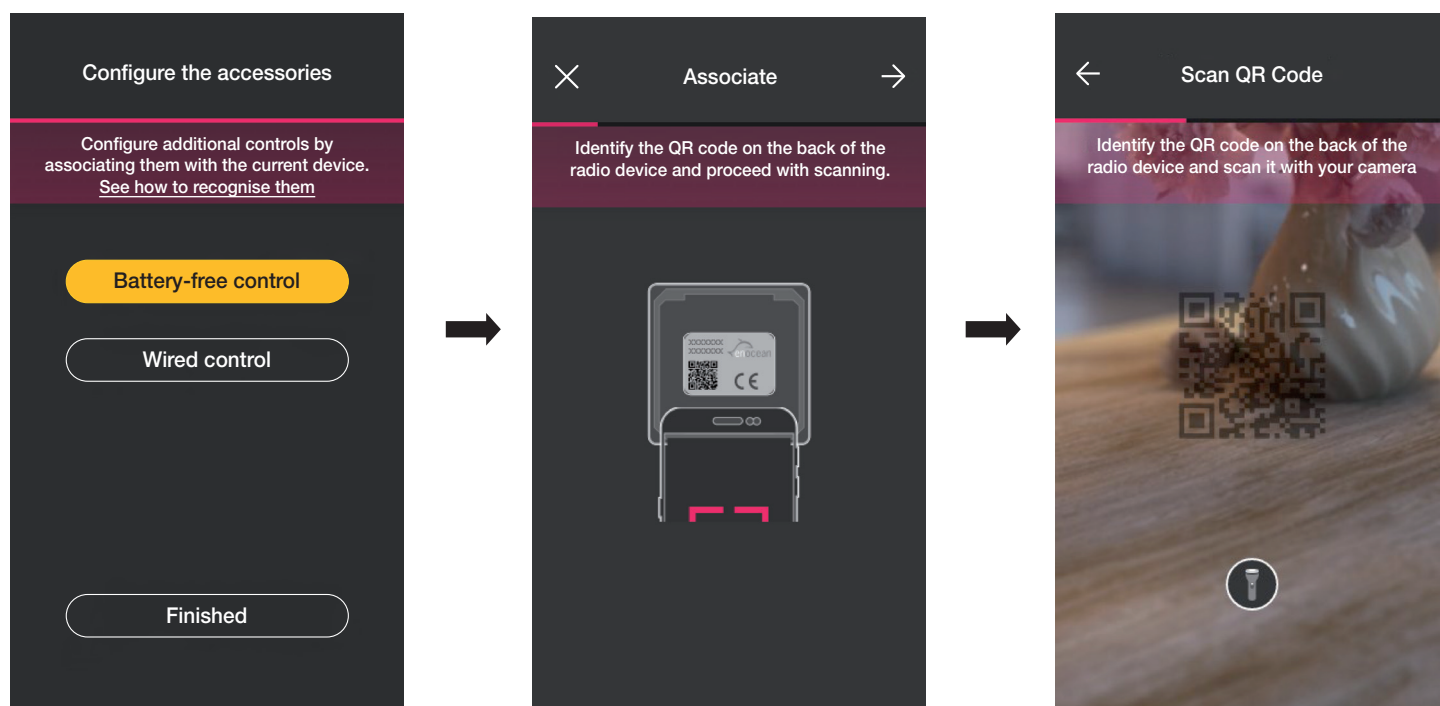 Configure the accessories
Configure additional controls by
associating them with the current device.
See how to recognise them
Battery-free control
Wired control
Finished
Associate
Identify the QR code on the back of the
radio device and proceed with scanning.
XXXXXXX
XXXXXXX
enocean
CE
Scan QR Code
Identify the QR code on the back of the
radio device and scan it with your camera